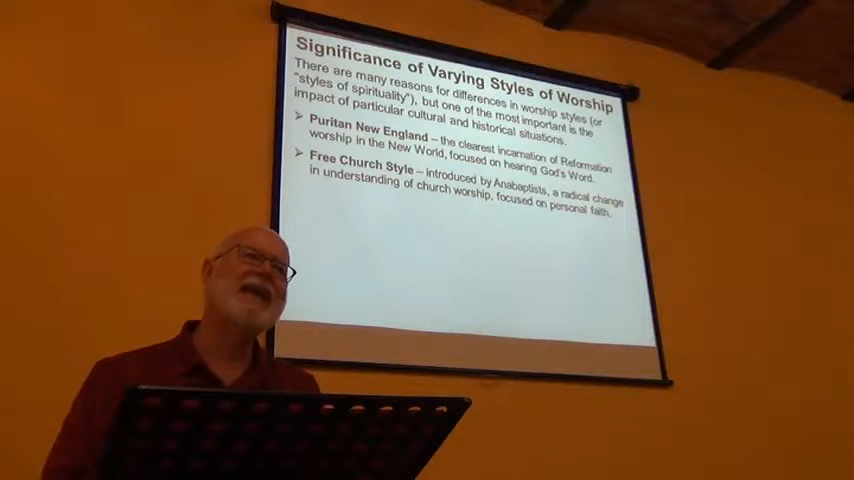 Significance of Varying Styles of Worship
There are many reasons for differences in worship styles (or
"styles of spirituality"), but one of the most important is the
impact of particular cultural and historical situations.
➢ Puritan New England – the clearest incarnation of Reformation
worship in the New World, focused on hearing God's Word.
➢ Free Church Style – introduced by Anabaptists, a radical change
in understanding of church worship, focused on personal faith.